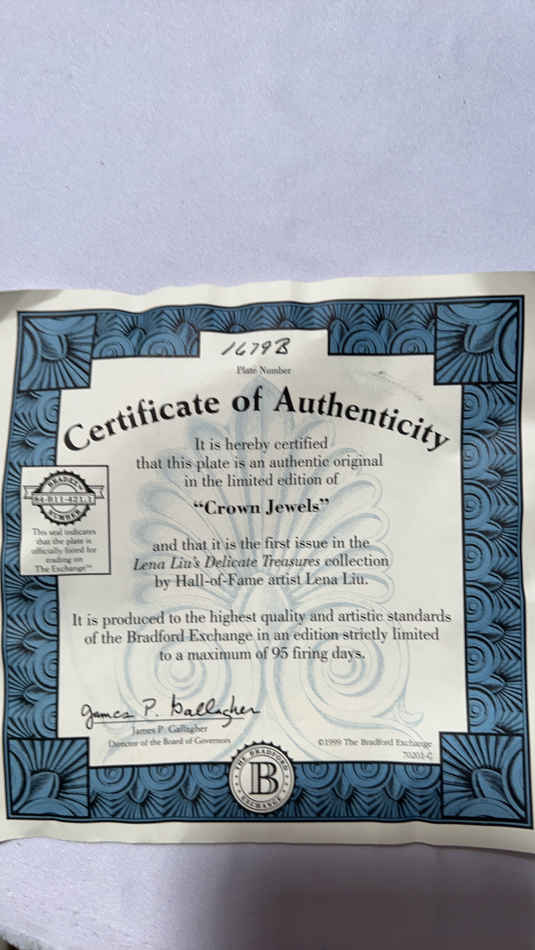 1679B
Plate Number
Certificate of Authenticity
It is hereby certified
that this plate is an authentic original
in the limited edition of
“Crown Jewels”
and that it is the first issue in the
Lena Liu's Delicate Treasures collection
by Hall-of-Fame artist Lena Liu.
BRADEX™
84-B11-421.1
NUMBER
This seal indicates
that the plate is
officially listed for
trading on
The Exchange™
It is produced to the highest quality and artistic standards
of the Bradford Exchange in an edition strictly limited
to a maximum of 95 firing days.
James P. Gallagher
James P. Gallagher
Director of the Board of Governors
©1999 The Bradford Exchange
70201-C
THE BRADFORD
B
EXCHANGE